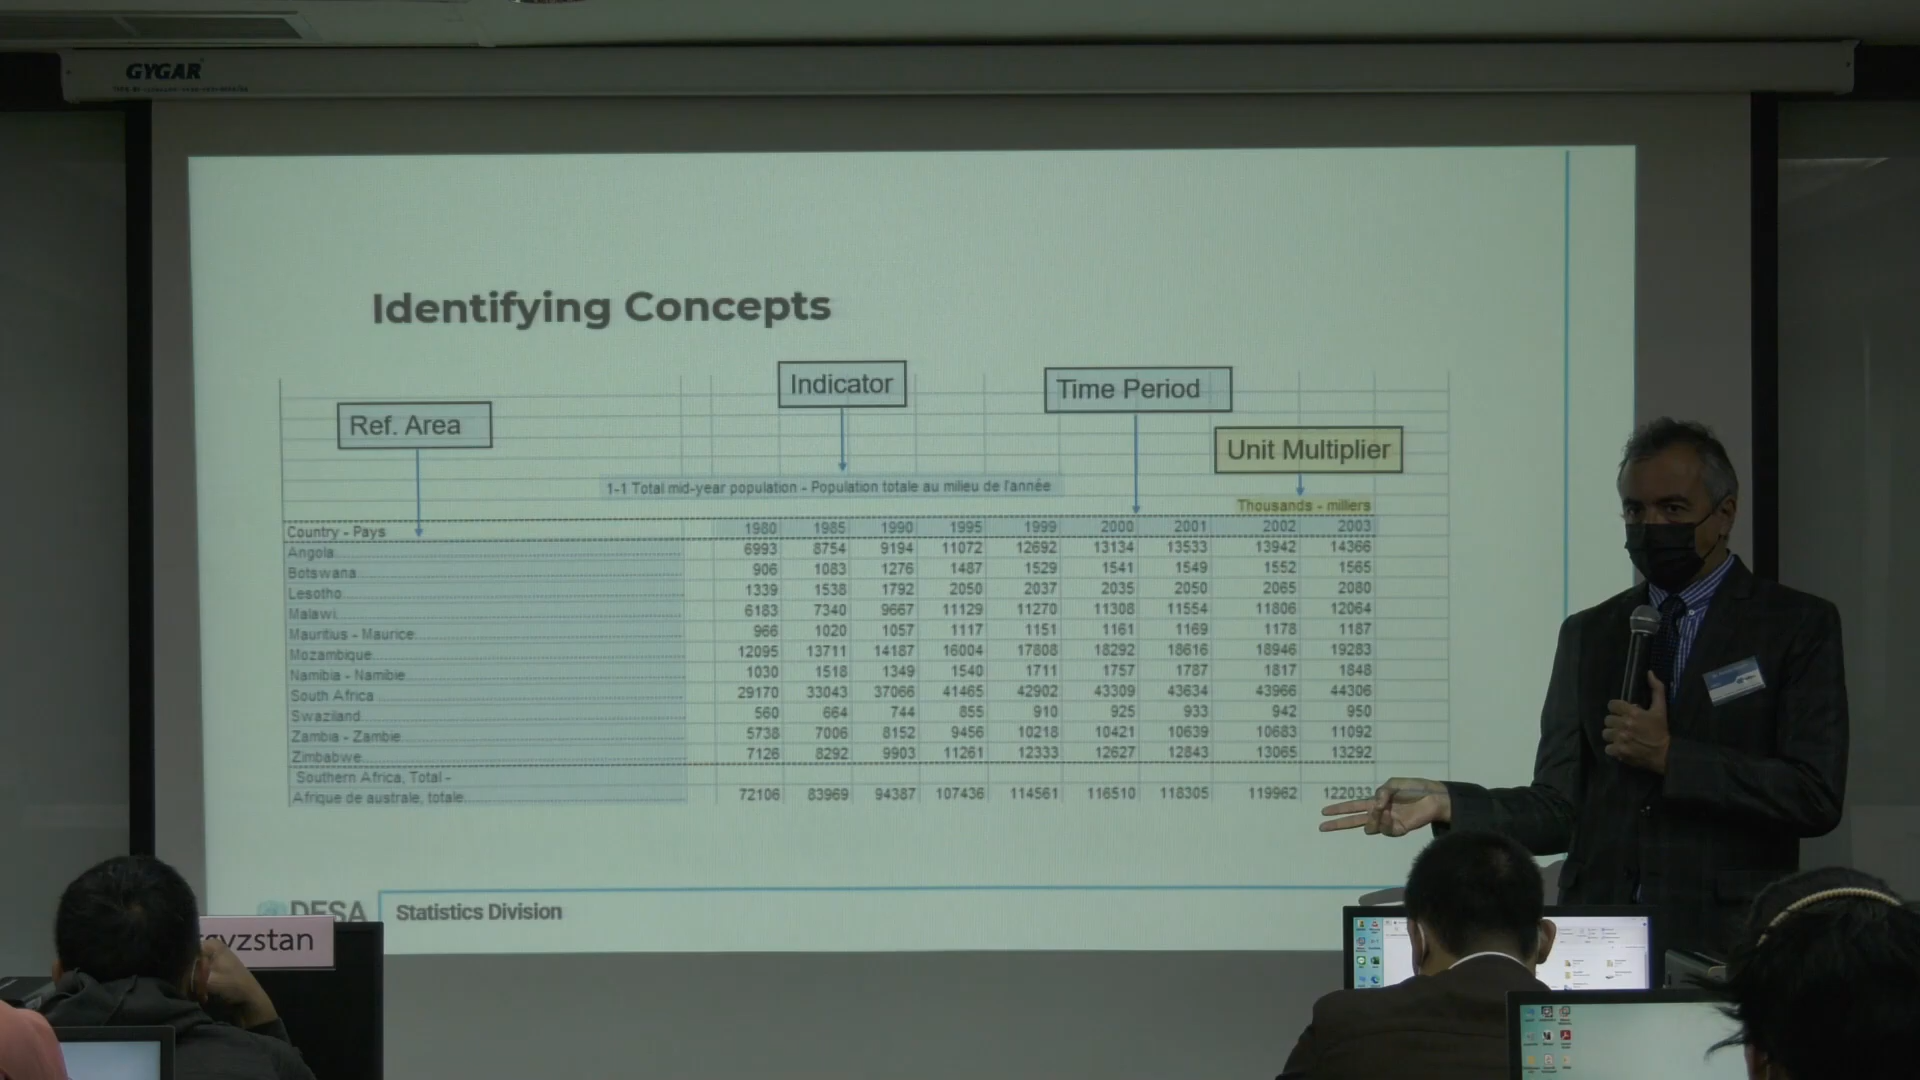 GYGAR
Identifying Concepts
Indicator
Time Period
Ref. Area
Unit Multiplier
1-1 Total mid-year population - Population totale au milieu de l'année
Thousands - milliers
Country - Pays 1980 1985 1990 1995 1999 2000 2001 2002 2003
Angola 6993 8754 9194 11072 12692 13134 13533 13942 14366
Botswana 906 1083 1276 1487 1529 1541 1549 1552 1565
Lesotho 1339 1538 1792 2050 2037 2035 2050 2065 2080
Malawi 6183 7340 9667 11129 11270 11308 11554 11806 12064
Mauritius - Maurice 966 1020 1057 1117 1151 1161 1169 1178 1187
Mozambique 12095 13711 14187 16004 17808 18292 18616 18946 19283
Namibia - Namibie 1030 1518 1349 1540 1711 1757 1787 1817 1848
South Africa 29170 33043 37066 41465 42902 43309 43634 43966 44306
Swaziland 560 664 744 855 910 925 933 942 950
Zambia - Zambie 5738 7006 8152 9456 10218 10421 10639 10683 11092
Zimbabwe 7126 8292 9903 11261 12333 12627 12843 13065 13292
Southern Africa, Total -
Afrique de australe, totale 72106 83969 94387 107436 114561 116510 118305 119962 122033
DESA Statistics Division
gyzstan